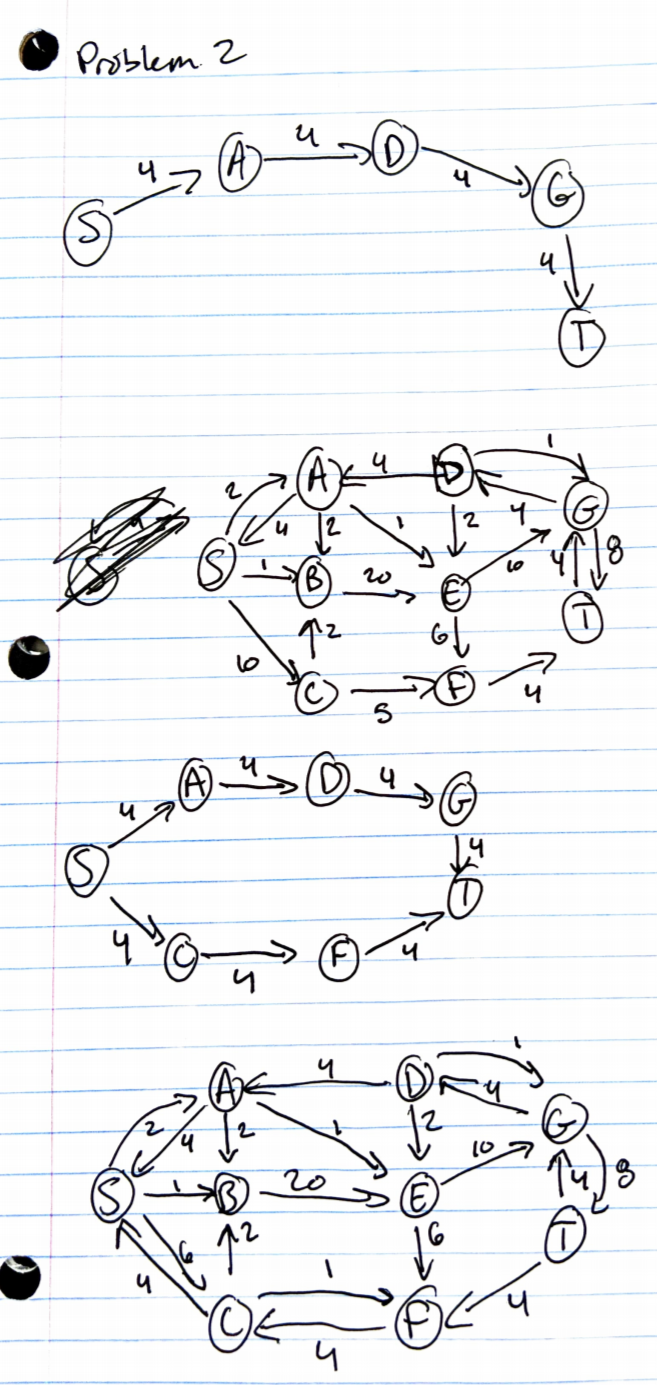 Problem 2
4 A 4 D 4 G
S
4
T
2 A 4 D 1
4 2 1 2 4 G
S 1 B 20 E 10 4 8
T
10 2 6
C 5 F 4
4 A 4 D 4 G
S 4
T
4 C 4 F 4
A 4 D 1
2 4 2 1 2 4 G
S 1 B 20 E 10 4 8
T
4 6 2 6
C 1 F 4
4